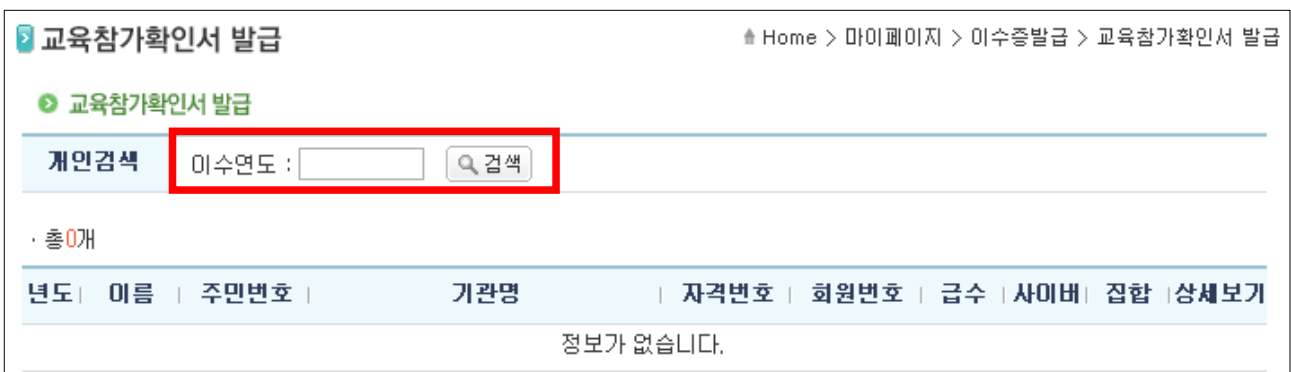 교육참가확인서 발급
Home > 마이페이지 > 이수증발급 > 교육참가확인서 발급
교육참가확인서 발급
개인검색 이수연도 : 검색
· 총0개
년도 이름 주민번호 기관명 자격번호 회원번호 급수 사이버 집합 상세보기
정보가 없습니다.